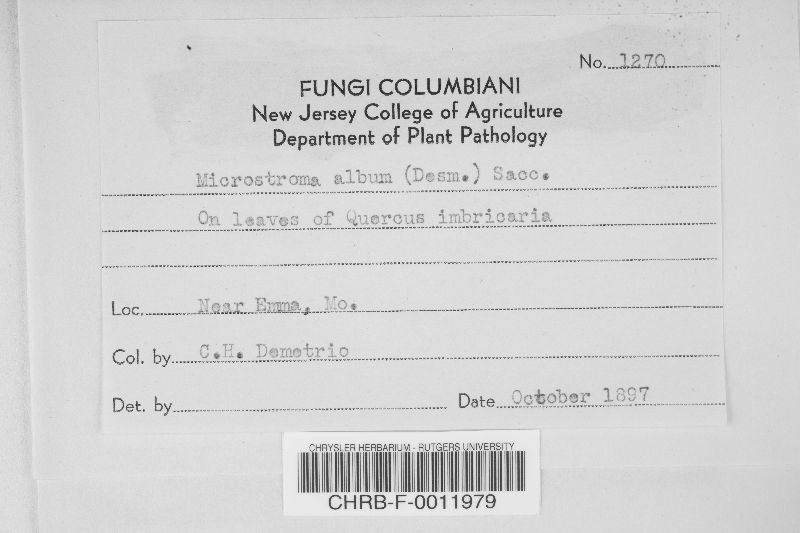 No. 1270
FUNGI COLUMBIANI
New Jersey College of Agriculture
Department of Plant Pathology
Microstroma album (Desm.) Sacc.
On leaves of Quercus imbricaria
Loc. Near Emma, Mo.
Col. by C.H. Demetrio
Det. by
Date October 1897
CHRYSLER HERBARIUM - RUTGERS UNIVERSITY
CHRB-F-0011979